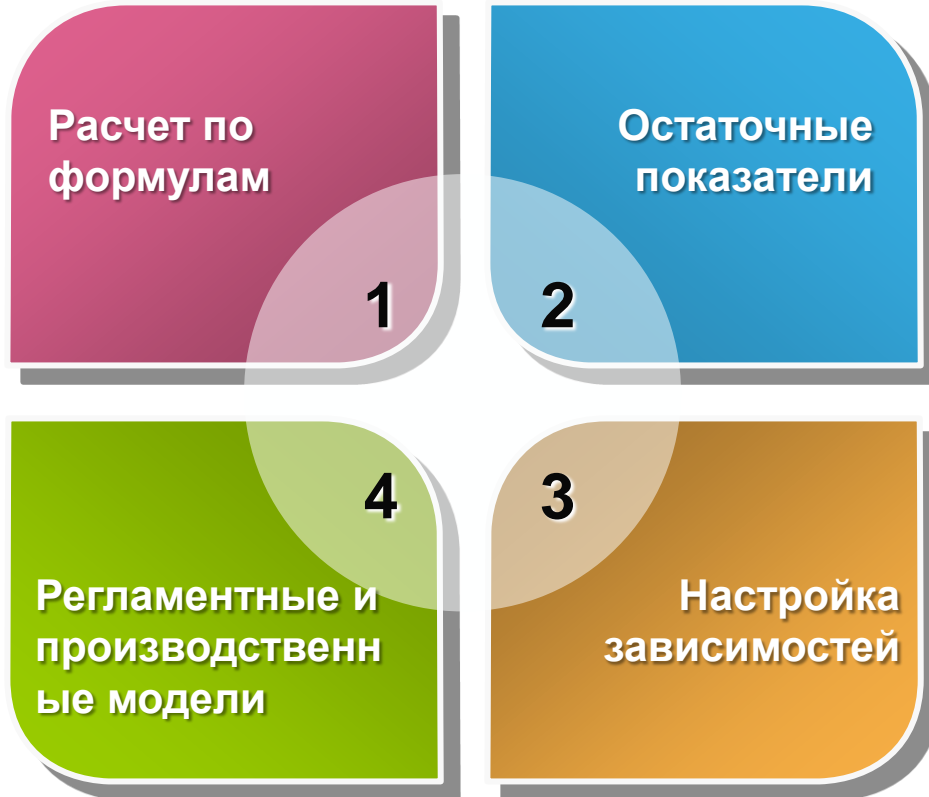 Расчет по
формулам
1
Остаточные
показатели
2
4
Регламентные и
производственн
ые модели
3
Настройка
зависимостей